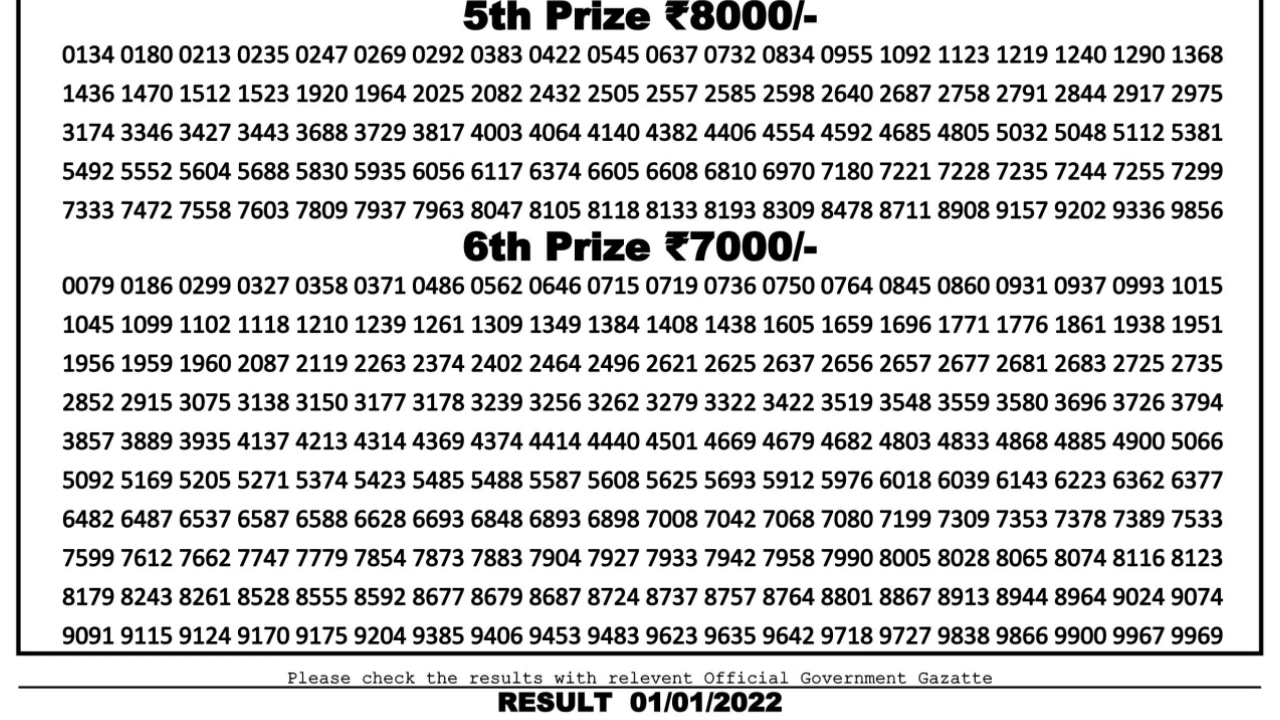 5th Prize ₹8000/-
0134 0180 0213 0235 0247 0269 0292 0383 0422 0545 0637 0732 0834 0955 1092 1123 1219 1240 1290 1368
1436 1470 1512 1523 1920 1964 2025 2082 2432 2505 2557 2585 2598 2640 2687 2758 2791 2844 2917 2975
3174 3346 3427 3443 3688 3729 3817 4003 4064 4140 4382 4406 4554 4592 4685 4805 5032 5048 5112 5381
5492 5552 5604 5688 5830 5935 6056 6117 6374 6605 6608 6810 6970 7180 7221 7228 7235 7244 7255 7299
7333 7472 7558 7603 7809 7937 7963 8047 8105 8118 8133 8193 8309 8478 8711 8908 9157 9202 9336 9856
6th Prize ₹7000/-
0079 0186 0299 0327 0358 0371 0486 0562 0646 0715 0719 0736 0750 0764 0845 0860 0931 0937 0993 1015
1045 1099 1102 1118 1210 1239 1261 1309 1349 1384 1408 1438 1605 1659 1696 1771 1776 1861 1938 1951
1956 1959 1960 2087 2119 2263 2374 2402 2464 2496 2621 2625 2637 2656 2657 2677 2681 2683 2725 2735
2852 2915 3075 3138 3150 3177 3178 3239 3256 3262 3279 3322 3422 3519 3548 3559 3580 3696 3726 3794
3857 3889 3935 4137 4213 4314 4369 4374 4414 4440 4501 4669 4679 4682 4803 4833 4868 4885 4900 5066
5092 5169 5205 5271 5374 5423 5485 5488 5587 5608 5625 5693 5912 5976 6018 6039 6143 6223 6362 6377
6482 6487 6537 6587 6588 6628 6693 6848 6893 6898 7008 7042 7068 7080 7199 7309 7353 7378 7389 7533
7599 7612 7662 7747 7779 7854 7873 7883 7904 7927 7933 7942 7958 7990 8005 8028 8065 8074 8116 8123
8179 8243 8261 8528 8555 8592 8677 8679 8687 8724 8737 8757 8764 8801 8867 8913 8944 8964 9024 9074
9091 9115 9124 9170 9175 9204 9385 9406 9453 9483 9623 9635 9642 9718 9727 9838 9866 9900 9967 9969
Please check the results with relevent Official Government Gazatte
RESULT 01/01/2022